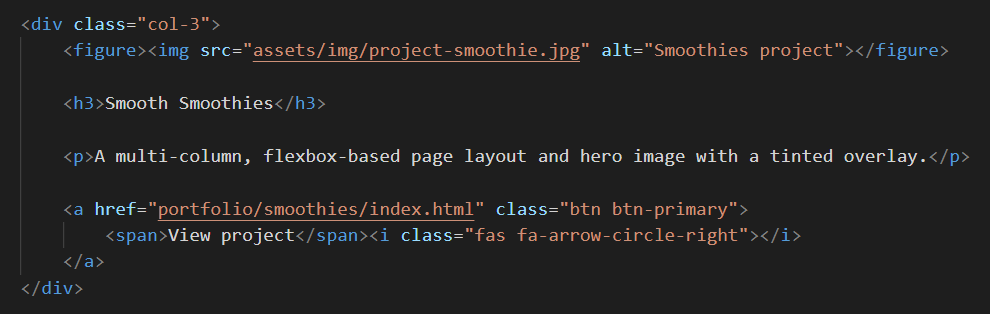 <div class="col-3">
<figure><img src="assets/img/project-smoothie.jpg" alt="Smoothies project"></figure>
<h3>Smooth Smoothies</h3>
<p>A multi-column, flexbox-based page layout and hero image with a tinted overlay.</p>
<a href="portfolio/smoothies/index.html" class="btn btn-primary">
<span>View project</span><i class="fas fa-arrow-circle-right"></i>
</a>
</div>